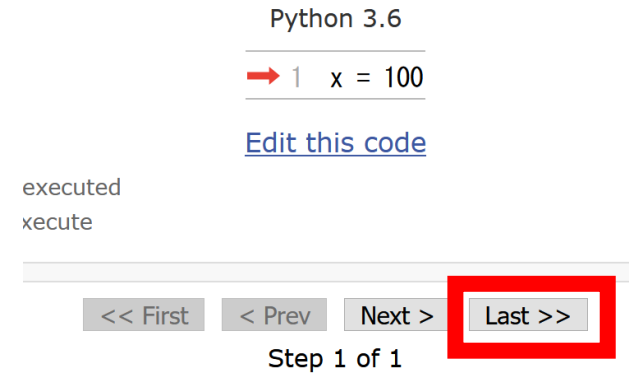 Python 3.6
1 x = 100
Edit this code
executed
xecute
<< First < Prev Next > Last >>
Step 1 of 1